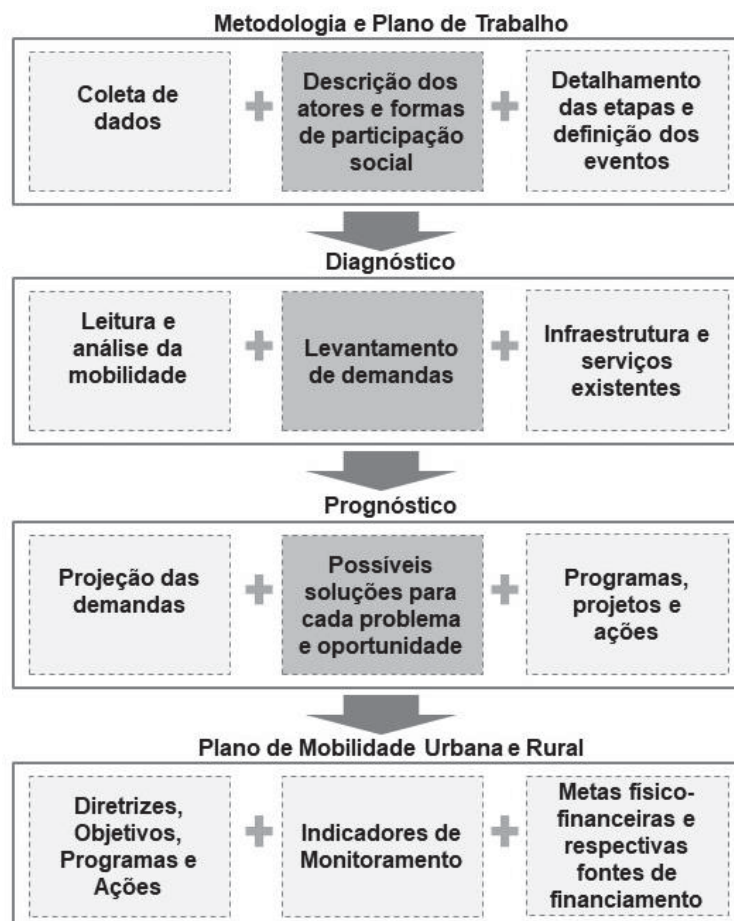 Metodologia e Plano de Trabalho
Coleta de
dados
+
Descrição dos
atores e formas
de participação
social
+
Detalhamento
das etapas e
definição dos
eventos
Diagnóstico
Leitura e
análise da
mobilidade
+
Levantamento
de demandas
+
Infraestrutura e
serviços
existentes
Prognóstico
Projeção das
demandas
+
Possíveis
soluções para
cada problema
e oportunidade
+
Programas,
projetos e
ações
Plano de Mobilidade Urbana e Rural
Diretrizes,
Objetivos,
Programas e
Ações
+
Indicadores de
Monitoramento
+
Metas físico-
financeiras e
respectivas
fontes de
financiamento